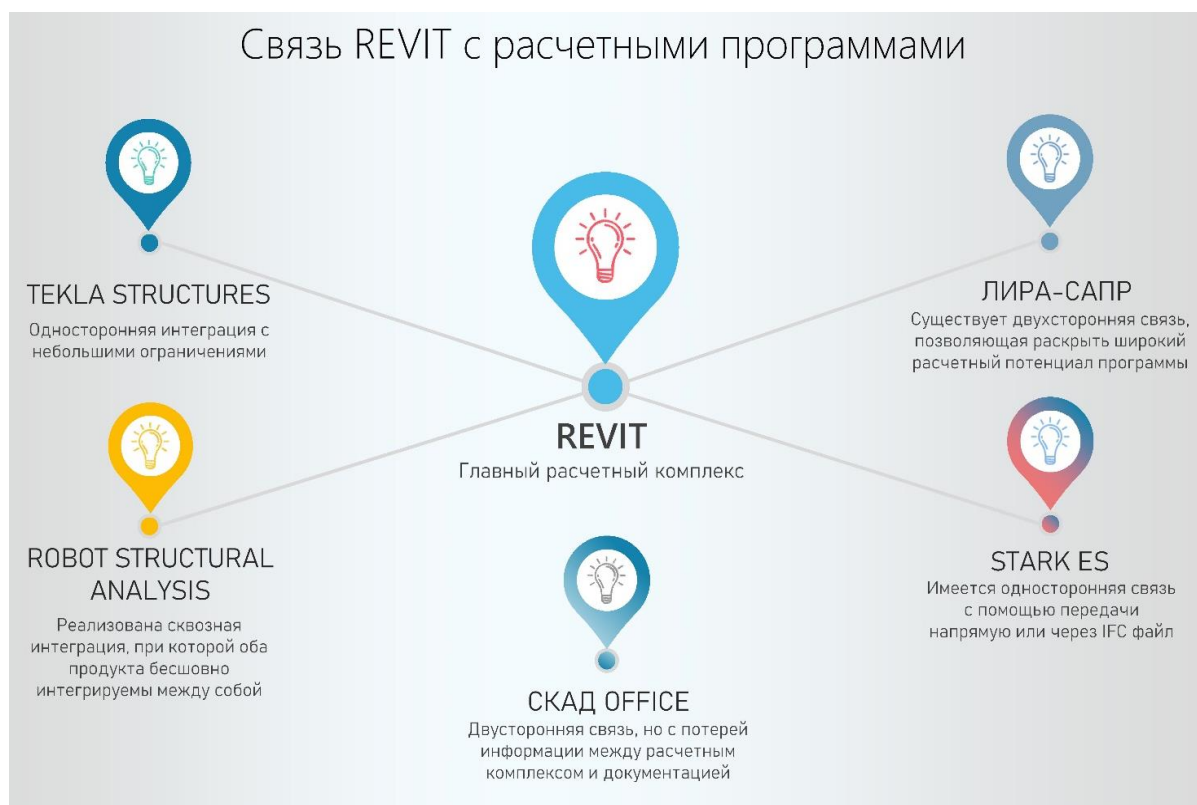 Связь REVIT с расчетными программами
TEKLA STRUCTURES
Односторонняя интеграция с
небольшими ограничениями
ЛИРА-САПР
Существует двухсторонняя связь,
позволяющая раскрыть широкий
расчетный потенциал программы
REVIT
Главный расчетный комплекс
ROBOT STRUCTURAL
ANALYSIS
Реализована сквозная
интеграция, при которой оба
продукта бесшовно
интегрируемы между собой
СКАД OFFICE
Двусторонняя связь, но с потерей
информации между расчетным
комплексом и документацией
STARK ES
Имеется односторонняя связь
с помощью передачи
напрямую или через IFC файл